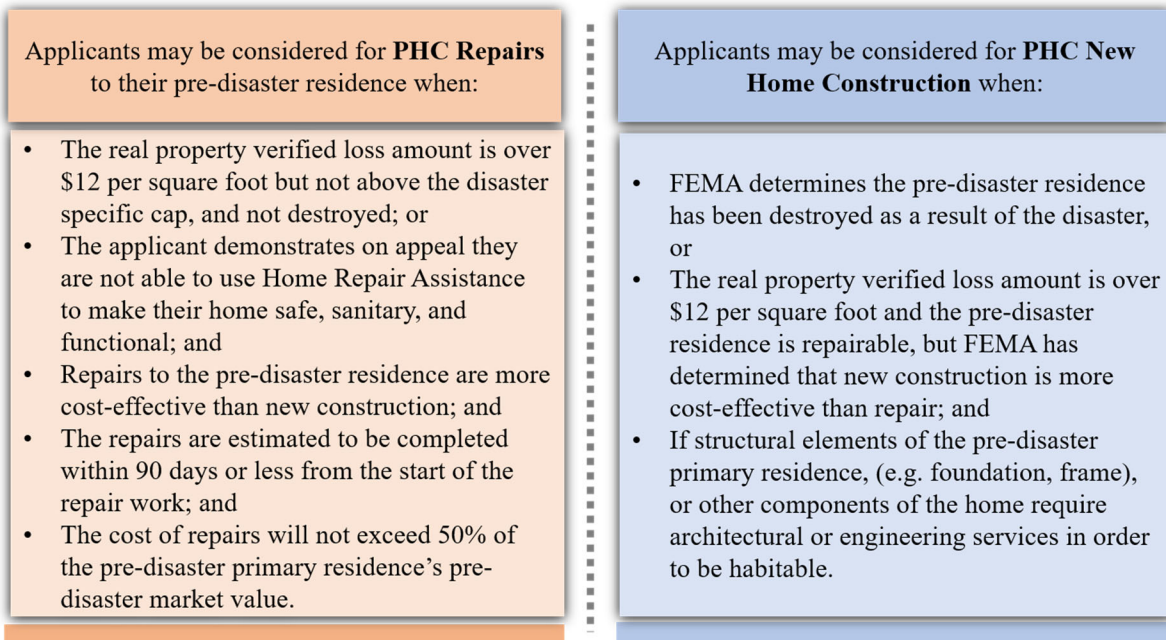 Applicants may be considered for PHC Repairs
to their pre-disaster residence when:
• The real property verified loss amount is over
$12 per square foot but not above the disaster
specific cap, and not destroyed; or
• The applicant demonstrates on appeal they
are not able to use Home Repair Assistance
to make their home safe, sanitary, and
functional; and
• Repairs to the pre-disaster residence are more
cost-effective than new construction; and
• The repairs are estimated to be completed
within 90 days or less from the start of the
repair work; and
• The cost of repairs will not exceed 50% of
the pre-disaster primary residence's pre-
disaster market value.
Applicants may be considered for PHC New
Home Construction when:
• FEMA determines the pre-disaster residence
has been destroyed as a result of the disaster,
or
• The real property verified loss amount is over
$12 per square foot and the pre-disaster
residence is repairable, but FEMA has
determined that new construction is more
cost-effective than repair; and
• If structural elements of the pre-disaster
primary residence, (e.g. foundation, frame),
or other components of the home require
architectural or engineering services in order
to be habitable.